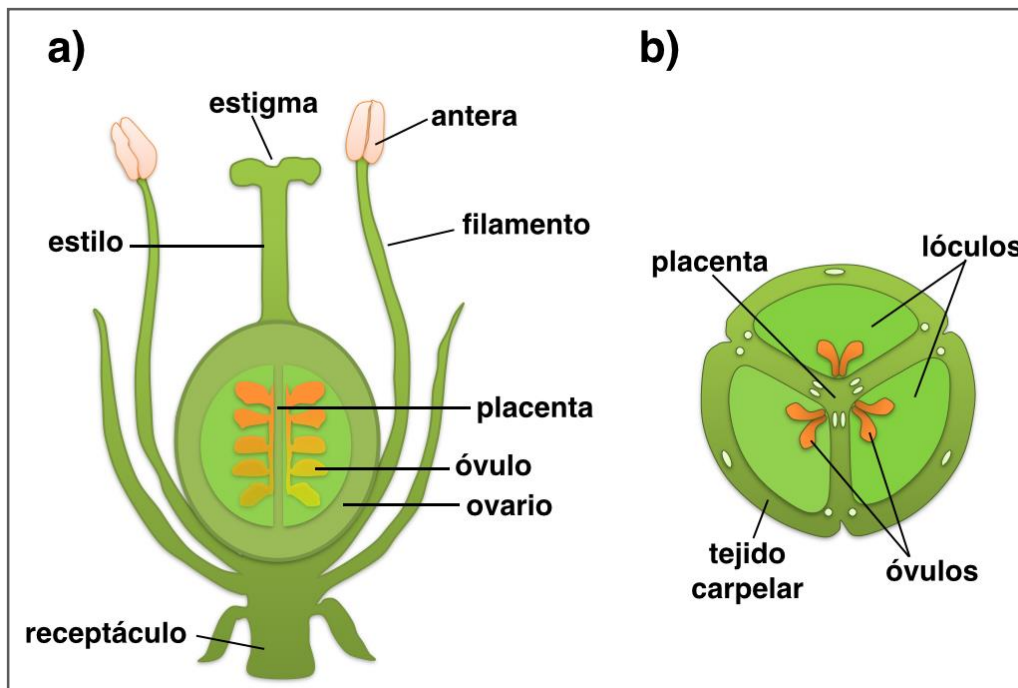 a)
estigma
antera
estilo
filamento
placenta
óvulo
ovario
receptáculo
b)
placenta
lóculos
tejido
carpelar
óvulos